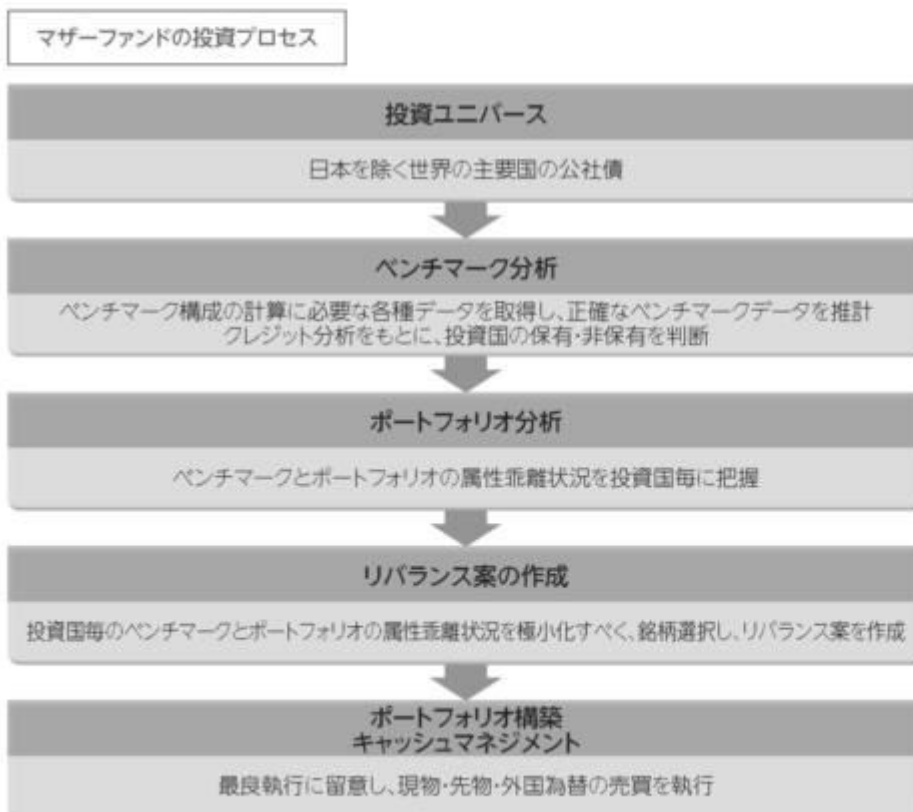 マザーファンドの投資プロセス
投資ユニバース
日本を除く世界の主要国の公社債
ベンチマーク分析
ベンチマーク構成の計算に必要な各種データを取得し、正確なベンチマークデータを推計
クレジット分析をもとに、投資国の保有・非保有を判断
ポートフォリオ分析
ベンチマークとポートフォリオの属性乖離状況を投資国毎に把握
リバランス案の作成
投資国毎のベンチマークとポートフォリオの属性乖離状況を極小化すべく、銘柄選択し、リバランス案を作成
ポートフォリオ構築
キャッシュマネジメント
最良執行に留意し、現物・先物・外国為替の売買を執行